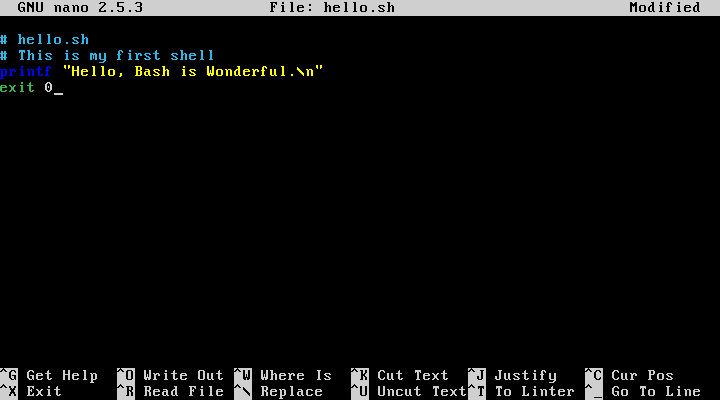 GNU nano 2.5.3 File: hello.sh Modified
# hello.sh
# This is my first shell
printf "Hello, Bash is Wonderful.\n"
exit 0_
^G Get Help ^O Write Out ^W Where Is ^K Cut Text ^J Justify ^C Cur Pos
^X Exit ^R Read File ^\ Replace ^U Uncut Text ^T To Linter ^_ Go To Line